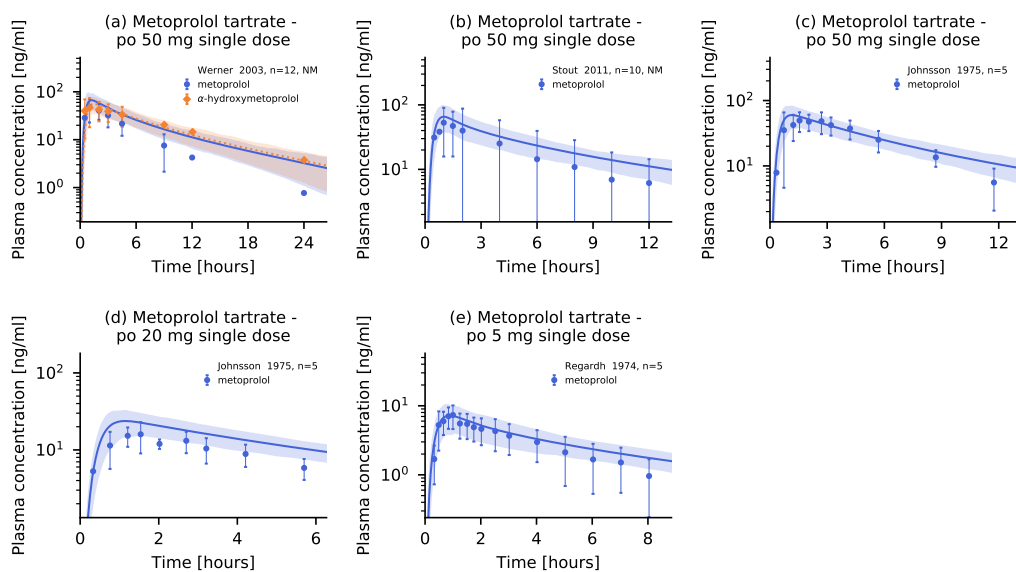 (a) Metoprolol tartrate -
po 50 mg single dose
Plasma concentration [ng/ml]
10²
10¹
10⁰
Werner 2003, n=12, NM
metoprolol
α-hydroxymetoprolol
0 6 12 18 24
Time [hours]
(b) Metoprolol tartrate -
po 50 mg single dose
Plasma concentration [ng/ml]
10²
10¹
Stout 2011, n=10, NM
metoprolol
0 3 6 9 12
Time [hours]
(c) Metoprolol tartrate -
po 50 mg single dose
Plasma concentration [ng/ml]
10²
10¹
Johnsson 1975, n=5
metoprolol
0 3 6 9 12
Time [hours]
(d) Metoprolol tartrate -
po 20 mg single dose
Plasma concentration [ng/ml]
10²
10¹
Johnsson 1975, n=5
metoprolol
0 2 4 6
Time [hours]
(e) Metoprolol tartrate -
po 5 mg single dose
Plasma concentration [ng/ml]
10¹
10⁰
Regardh 1974, n=5
metoprolol
0 2 4 6 8
Time [hours]